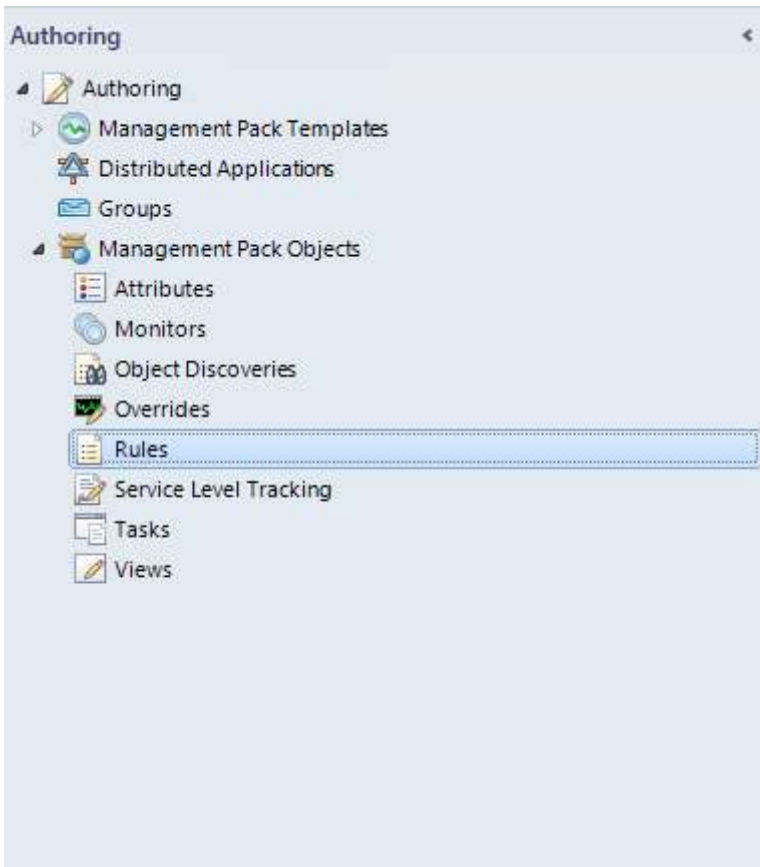 Authoring
Authoring
Management Pack Templates
Distributed Applications
Groups
Management Pack Objects
Attributes
Monitors
Object Discoveries
Overrides
Rules
Service Level Tracking
Tasks
Views